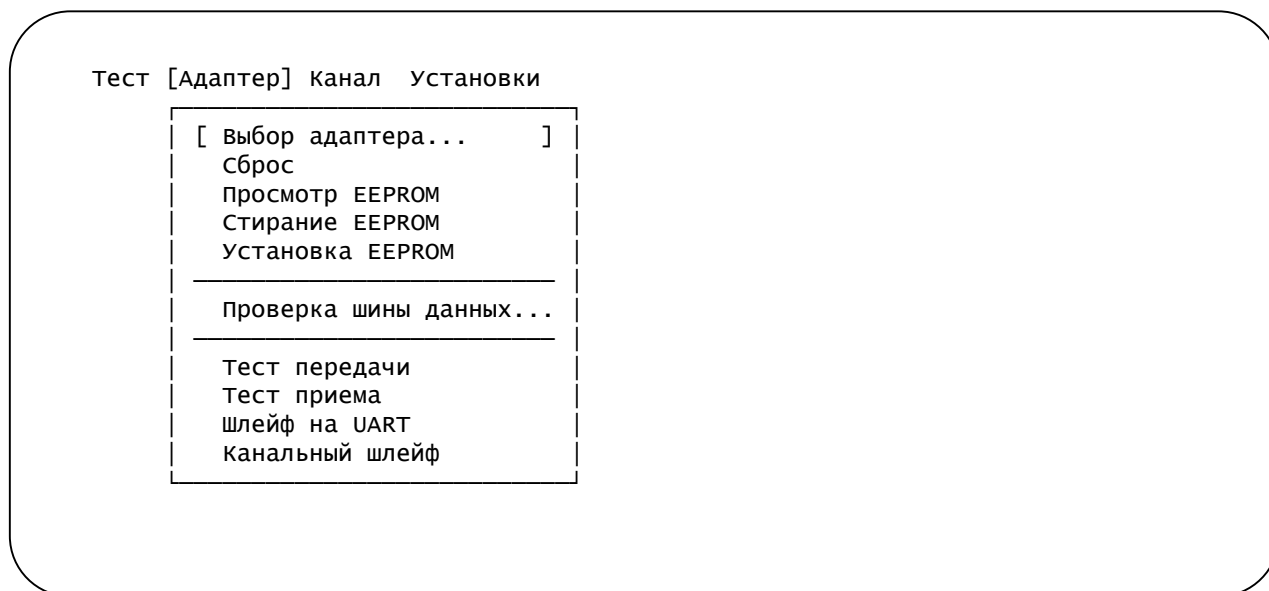 Тест [Адаптер] Канал Установки
[ Выбор адаптера... ]
Сброс
Просмотр EEPROM
Стирание EEPROM
Установка EEPROM
Проверка шины данных...
Тест передачи
Тест приема
Шлейф на UART
Канальный шлейф